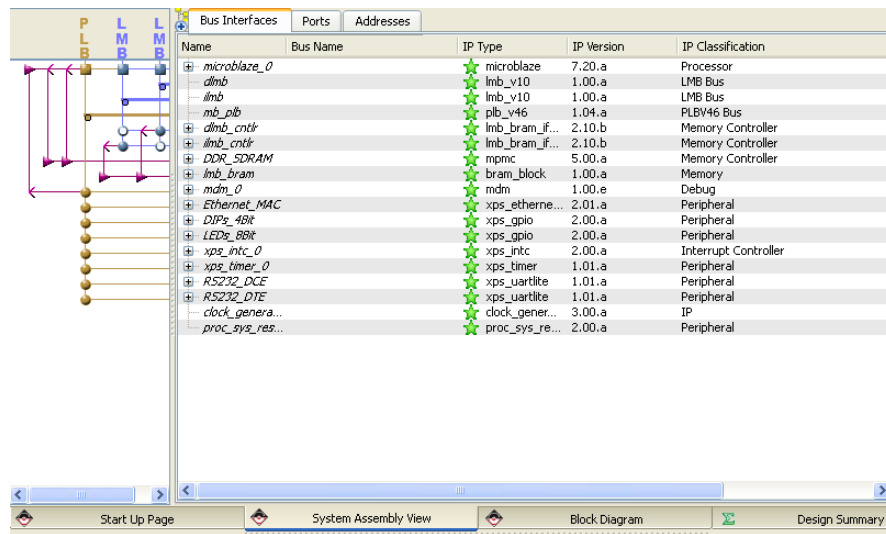 P L B
L M B
L M B
Bus Interfaces Ports Addresses
Name Bus Name IP Type IP Version IP Classification
microblaze_0 microblaze 7.20.a Processor
dlmb lmb_v10 1.00.a LMB Bus
ilmb lmb_v10 1.00.a LMB Bus
mb_plb plb_v46 1.04.a PLBV46 Bus
dlmb_cntlr lmb_bram_if... 2.10.b Memory Controller
ilmb_cntlr lmb_bram_if... 2.10.b Memory Controller
DDR_SDRAM mpmc 5.00.a Memory Controller
lmb_bram bram_block 1.00.a Memory
mdm_0 mdm 1.00.e Debug
Ethernet_MAC xps_etherne... 2.01.a Peripheral
DIPs_4Bit xps_gpio 2.00.a Peripheral
LEDs_8Bit xps_gpio 2.00.a Peripheral
xps_intc_0 xps_intc 2.00.a Interrupt Controller
xps_timer_0 xps_timer 1.01.a Peripheral
RS232_DCE xps_uartlite 1.01.a Peripheral
RS232_DTE xps_uartlite 1.01.a Peripheral
clock_genera... clock_gener... 3.00.a IP
proc_sys_res... proc_sys_re... 2.00.a Peripheral
Start Up Page System Assembly View Block Diagram Σ Design Summary